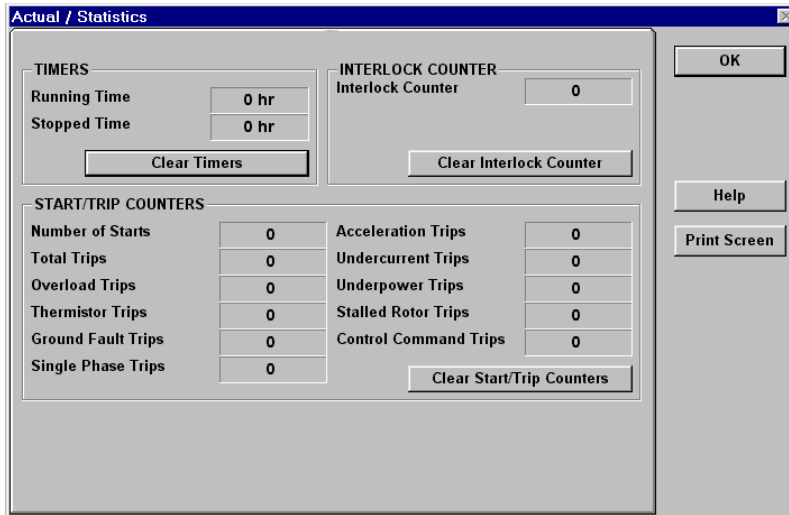 Actual / Statistics
TIMERS
Running Time 0 hr
Stopped Time 0 hr
Clear Timers
INTERLOCK COUNTER
Interlock Counter 0
Clear Interlock Counter
START/TRIP COUNTERS
Number of Starts 0
Total Trips 0
Overload Trips 0
Thermistor Trips 0
Ground Fault Trips 0
Single Phase Trips 0
Acceleration Trips 0
Undercurrent Trips 0
Underpower Trips 0
Stalled Rotor Trips 0
Control Command Trips 0
Clear Start/Trip Counters
OK
Help
Print Screen